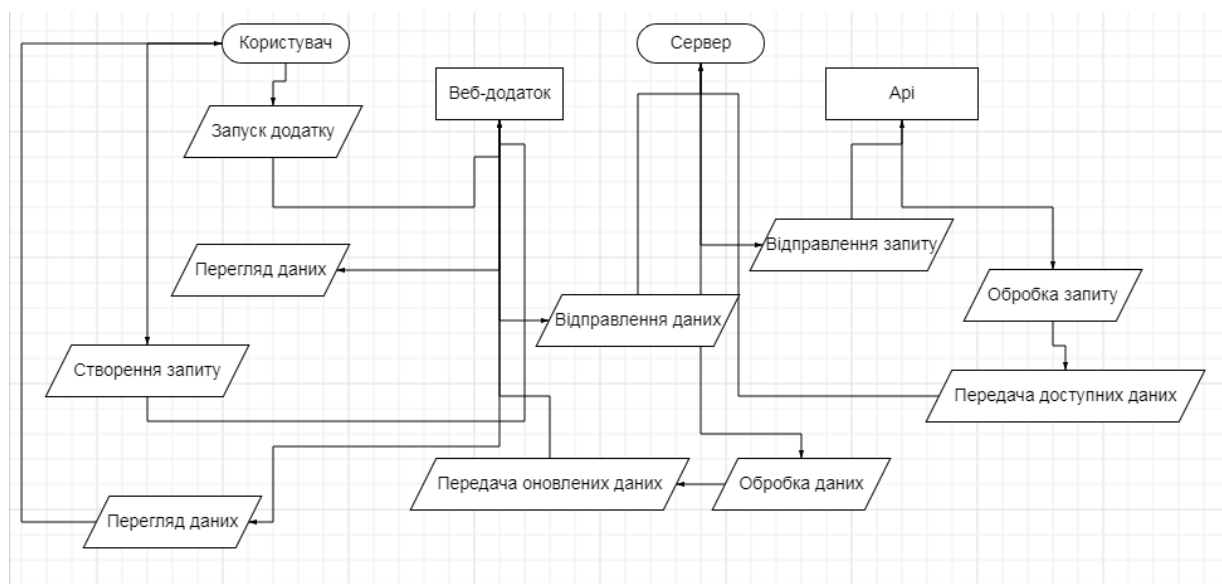 Користувач
Сервер
Веб-додаток
Api
Запуск додатку
Відправлення запиту
Перегляд даних
Обробка запиту
Відправлення даних
Створення запиту
Передача доступних даних
Передача оновлених даних
Обробка даних
Перегляд даних